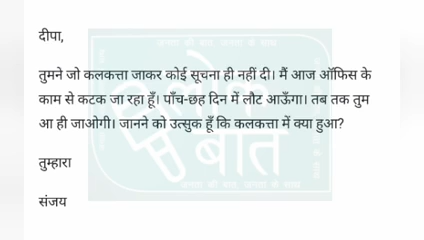 दीपा,
तुमने जो कलकत्ता जाकर कोई सूचना ही नहीं दी। मैं आज ऑफिस के
काम से कटक जा रहा हूँ। पाँच-छह दिन में लौट आऊँगा। तब तक तुम
आ ही जाओगी। जानने को उत्सुक हूँ कि कलकत्ता में क्या हुआ?
तुम्हारा
संजय